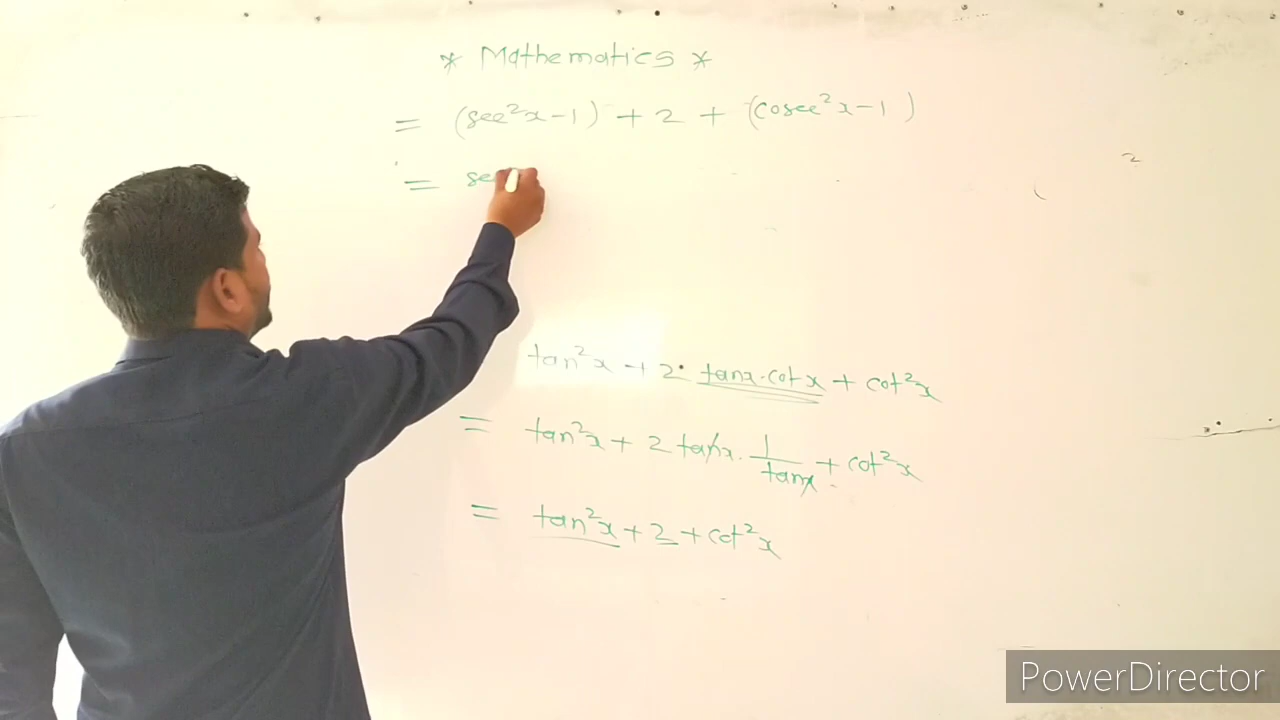 * Mathematics *
= (sec²x-1) + 2 + (cosec²x-1)
= se
tan²x + 2· tanx·cotx + cot²x
= tan²x + 2 tanx · 1/tanx + cot²x
= tan²x + 2 + cot²x
2
PowerDirector